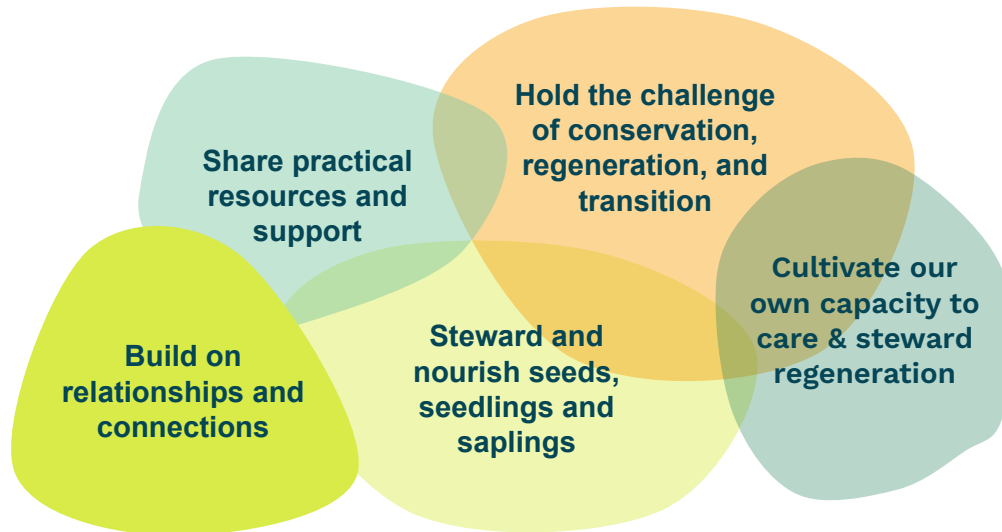 Hold the challenge
of conservation,
regeneration, and
transition
Share practical
resources and
support
Cultivate our
own capacity to
care & steward
regeneration
Steward and
nourish seeds,
seedlings and
saplings
Build on
relationships and
connections